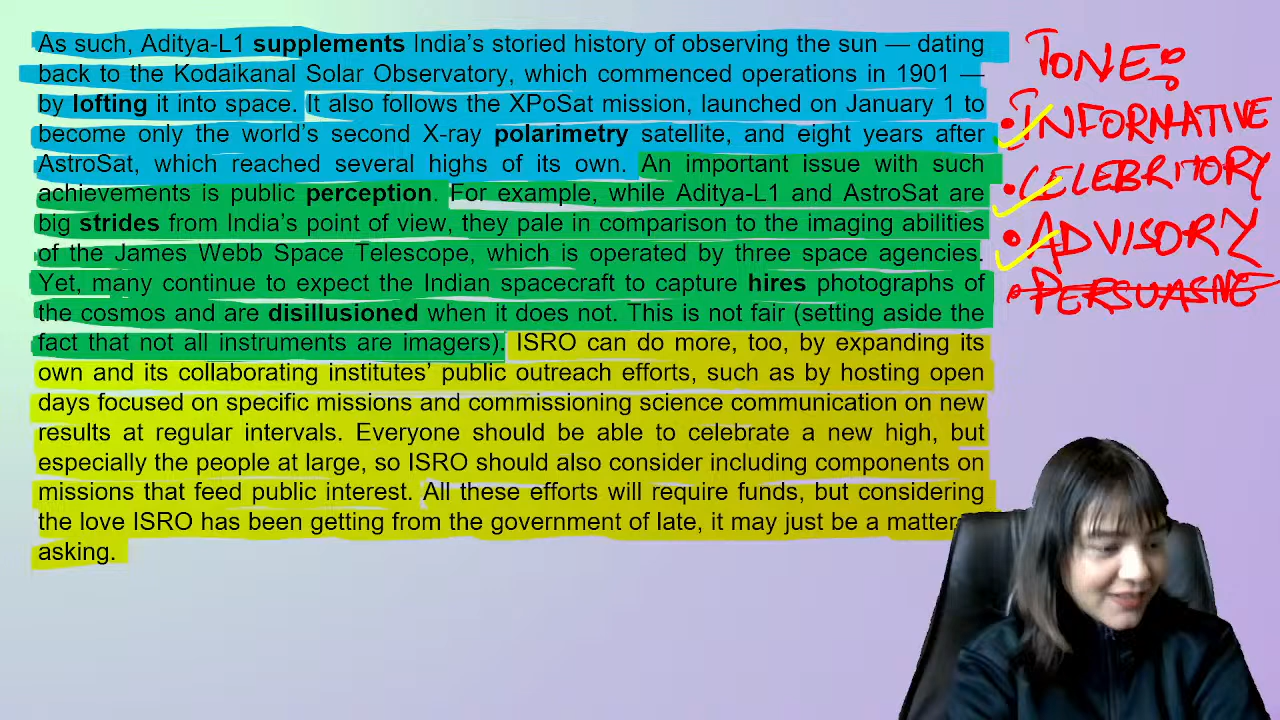 As such, Aditya-L1 supplements India's storied history of observing the sun — dating
back to the Kodaikanal Solar Observatory, which commenced operations in 1901 —
by lofting it into space. It also follows the XPoSat mission, launched on January 1 to
become only the world's second X-ray polarimetry satellite, and eight years after
AstroSat, which reached several highs of its own. An important issue with such
achievements is public perception. For example, while Aditya-L1 and AstroSat are
big strides from India's point of view, they pale in comparison to the imaging abilities
of the James Webb Space Telescope, which is operated by three space agencies.
Yet, many continue to expect the Indian spacecraft to capture hires photographs of
the cosmos and are disillusioned when it does not. This is not fair (setting aside the
fact that not all instruments are imagers). ISRO can do more, too, by expanding its
own and its collaborating institutes' public outreach efforts, such as by hosting open
days focused on specific missions and commissioning science communication on new
results at regular intervals. Everyone should be able to celebrate a new high, but
especially the people at large, so ISRO should also consider including components on
missions that feed public interest. All these efforts will require funds, but considering
the love ISRO has been getting from the government of late, it may just be a matter
asking.
TONE:
• INFORMATIVE
• CELEBRITORY
• ADVISORY
• PERSUASIVE